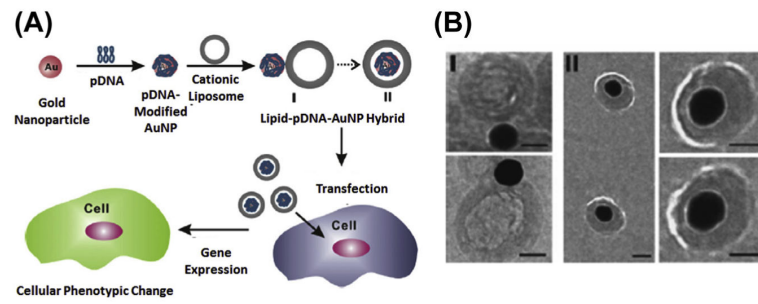 (A)
Au
pDNA
Gold
Nanoparticle
pDNA-
Modified
AuNP
Cationic
Liposome
I
II
Lipid-pDNA-AuNP Hybrid
Transfection
Cell
Cell
Gene
Expression
Cellular Phenotypic Change
(B)
I
II